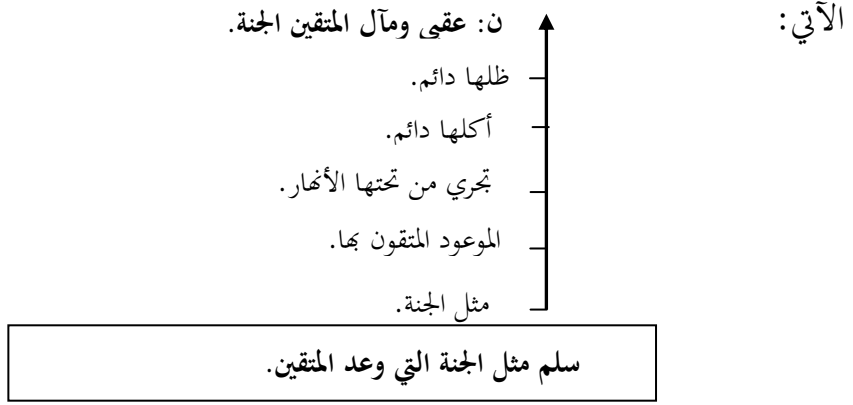 الآتي:
ن: عقبى ومآل المتقين الجنة.
ظلها دائم.
أكلها دائم.
تجري من تحتها الأنهار.
الموعود المتقون بها.
مثل الجنة.
سلم مثل الجنة التي وعد المتقين.